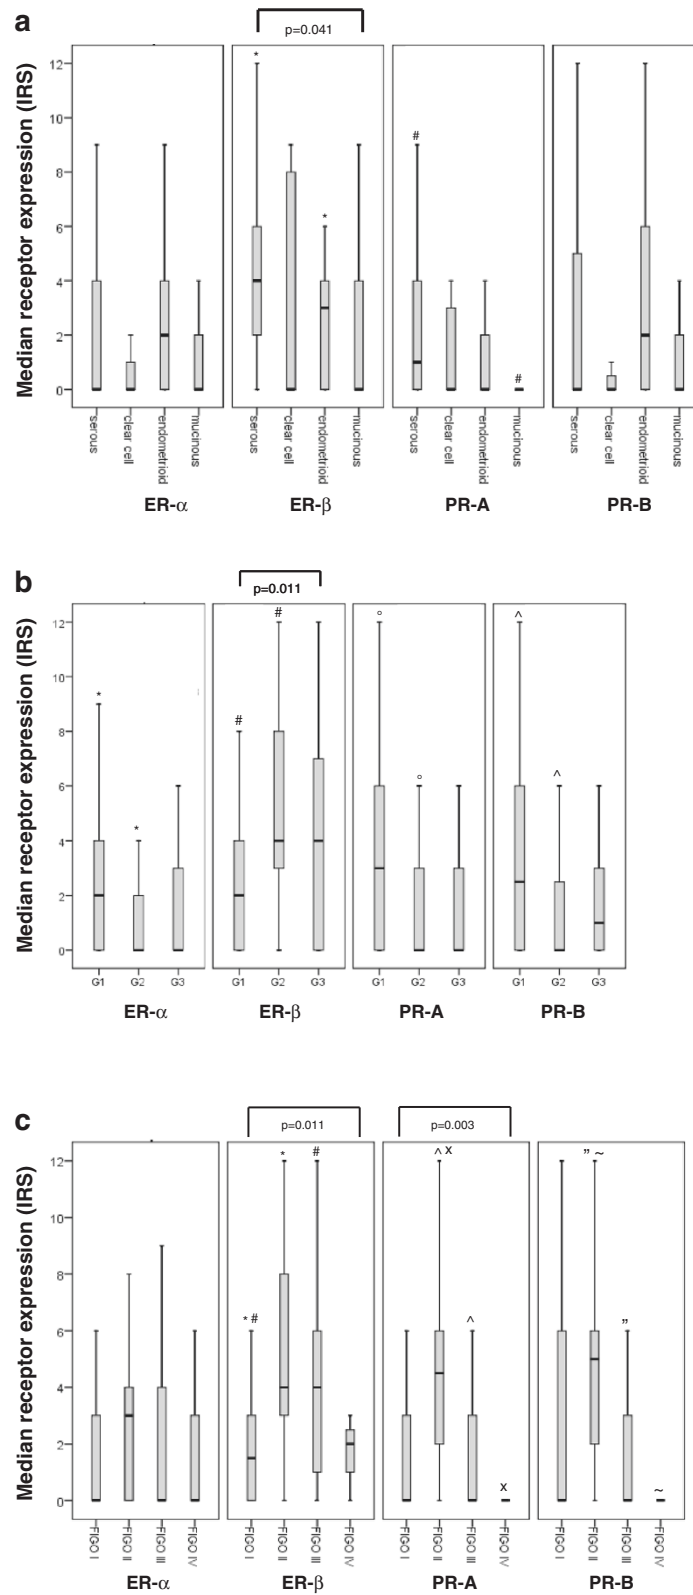 a
p=0.041
Median receptor expression (IRS)
12
10
8
6
4
2
0
*
*
#
#
serous
clear cell
endometrioid
mucinous
serous
clear cell
endometrioid
mucinous
serous
clear cell
endometrioid
mucinous
serous
clear cell
endometrioid
mucinous
ER-α
ER-β
PR-A
PR-B
b
p=0.011
Median receptor expression (IRS)
12
10
8
6
4
2
0
*
*
#
#
°
°
^
^
G1 G2 G3 G1 G2 G3 G1 G2 G3 G1 G2 G3
ER-α
ER-β
PR-A
PR-B
c
p=0.011
p=0.003
Median receptor expression (IRS)
12
10
8
6
4
2
0
* #
*
#
^ x
^
x
” ~
”
~
FIGO I
FIGO II
FIGO III
FIGO IV
FIGO I
FIGO II
FIGO III
FIGO IV
FIGO I
FIGO II
FIGO III
FIGO IV
FIGO I
FIGO II
FIGO III
FIGO IV
ER-α
ER-β
PR-A
PR-B